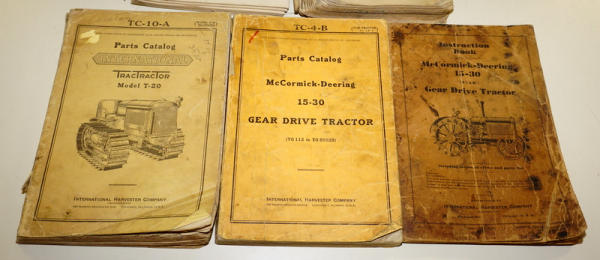 TC-10-A
Parts Catalog
INTERNATIONAL
TRACTRACTOR
Model T-20
INTERNATIONAL HARVESTER COMPANY
TC-4-B
Parts Catalog
McCormick-Deering
15-30
GEAR DRIVE TRACTOR
INTERNATIONAL HARVESTER COMPANY
Instruction
Book
McCormick-Deering
15-30
Gear Drive Tractor
INTERNATIONAL HARVESTER COMPANY